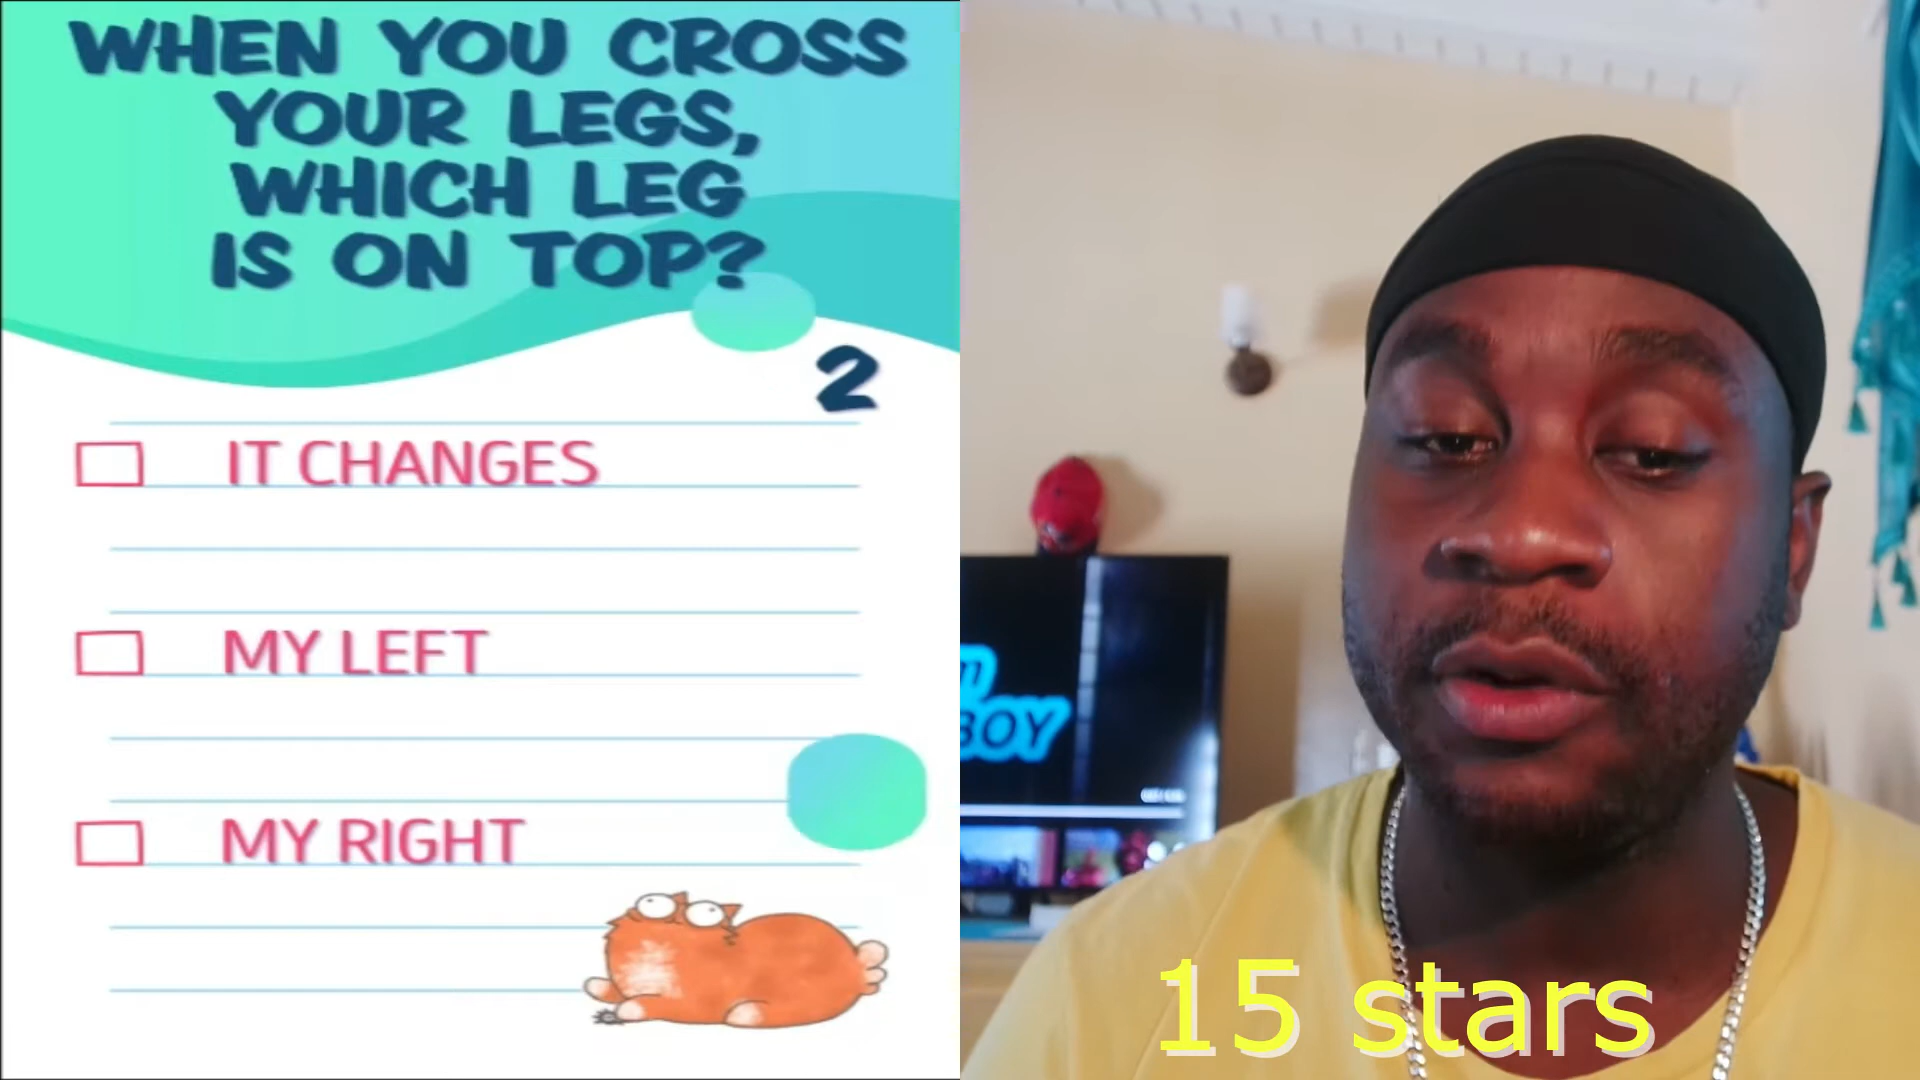 WHEN YOU CROSS
YOUR LEGS,
WHICH LEG
IS ON TOP?
2
IT CHANGES
MY LEFT
MY RIGHT
BOY
15 stars